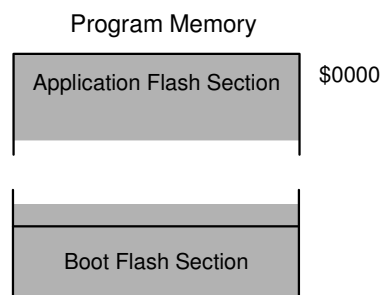 Program Memory
Application Flash Section
$0000
Boot Flash Section